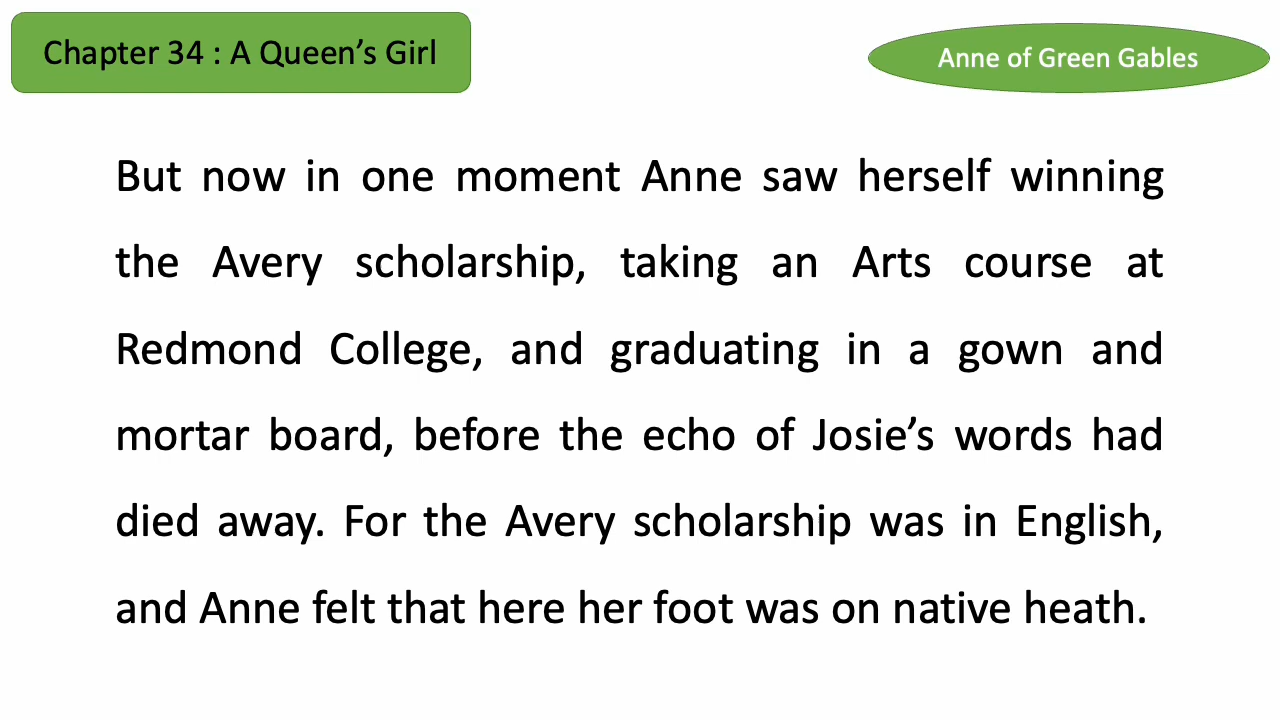 Chapter 34 : A Queen’s Girl
Anne of Green Gables
But now in one moment Anne saw herself winning
the Avery scholarship, taking an Arts course at
Redmond College, and graduating in a gown and
mortar board, before the echo of Josie’s words had
died away. For the Avery scholarship was in English,
and Anne felt that here her foot was on native heath.